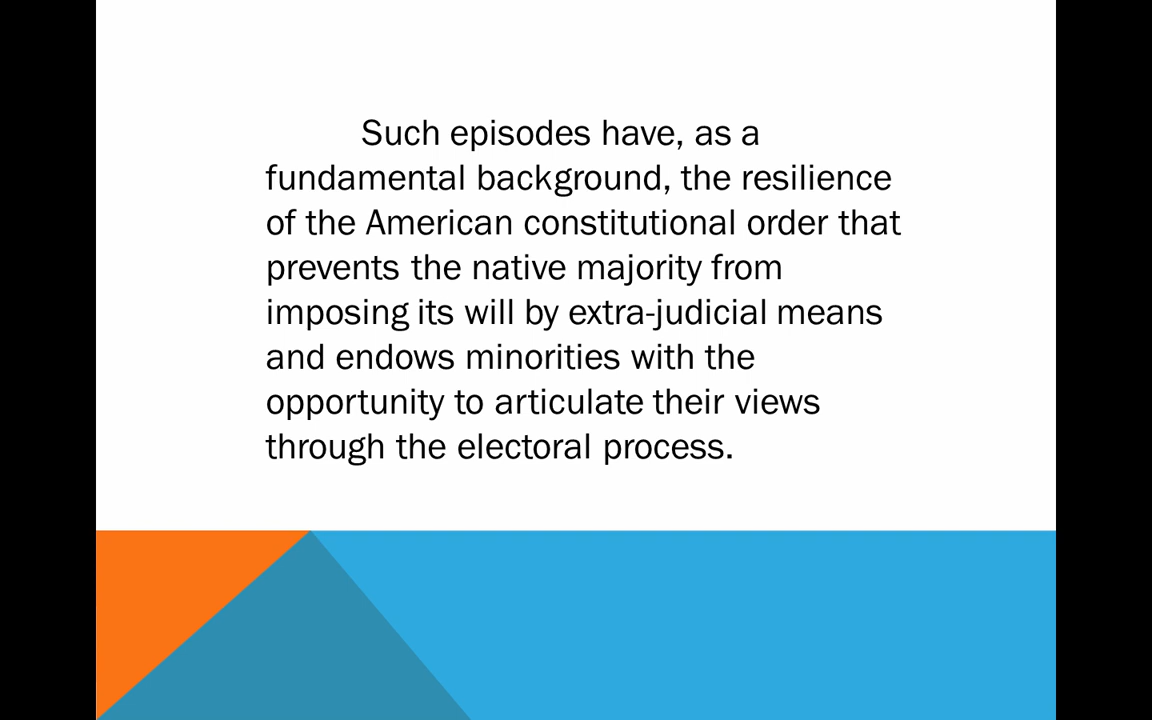 Such episodes have, as a
fundamental background, the resilience
of the American constitutional order that
prevents the native majority from
imposing its will by extra-judicial means
and endows minorities with the
opportunity to articulate their views
through the electoral process.